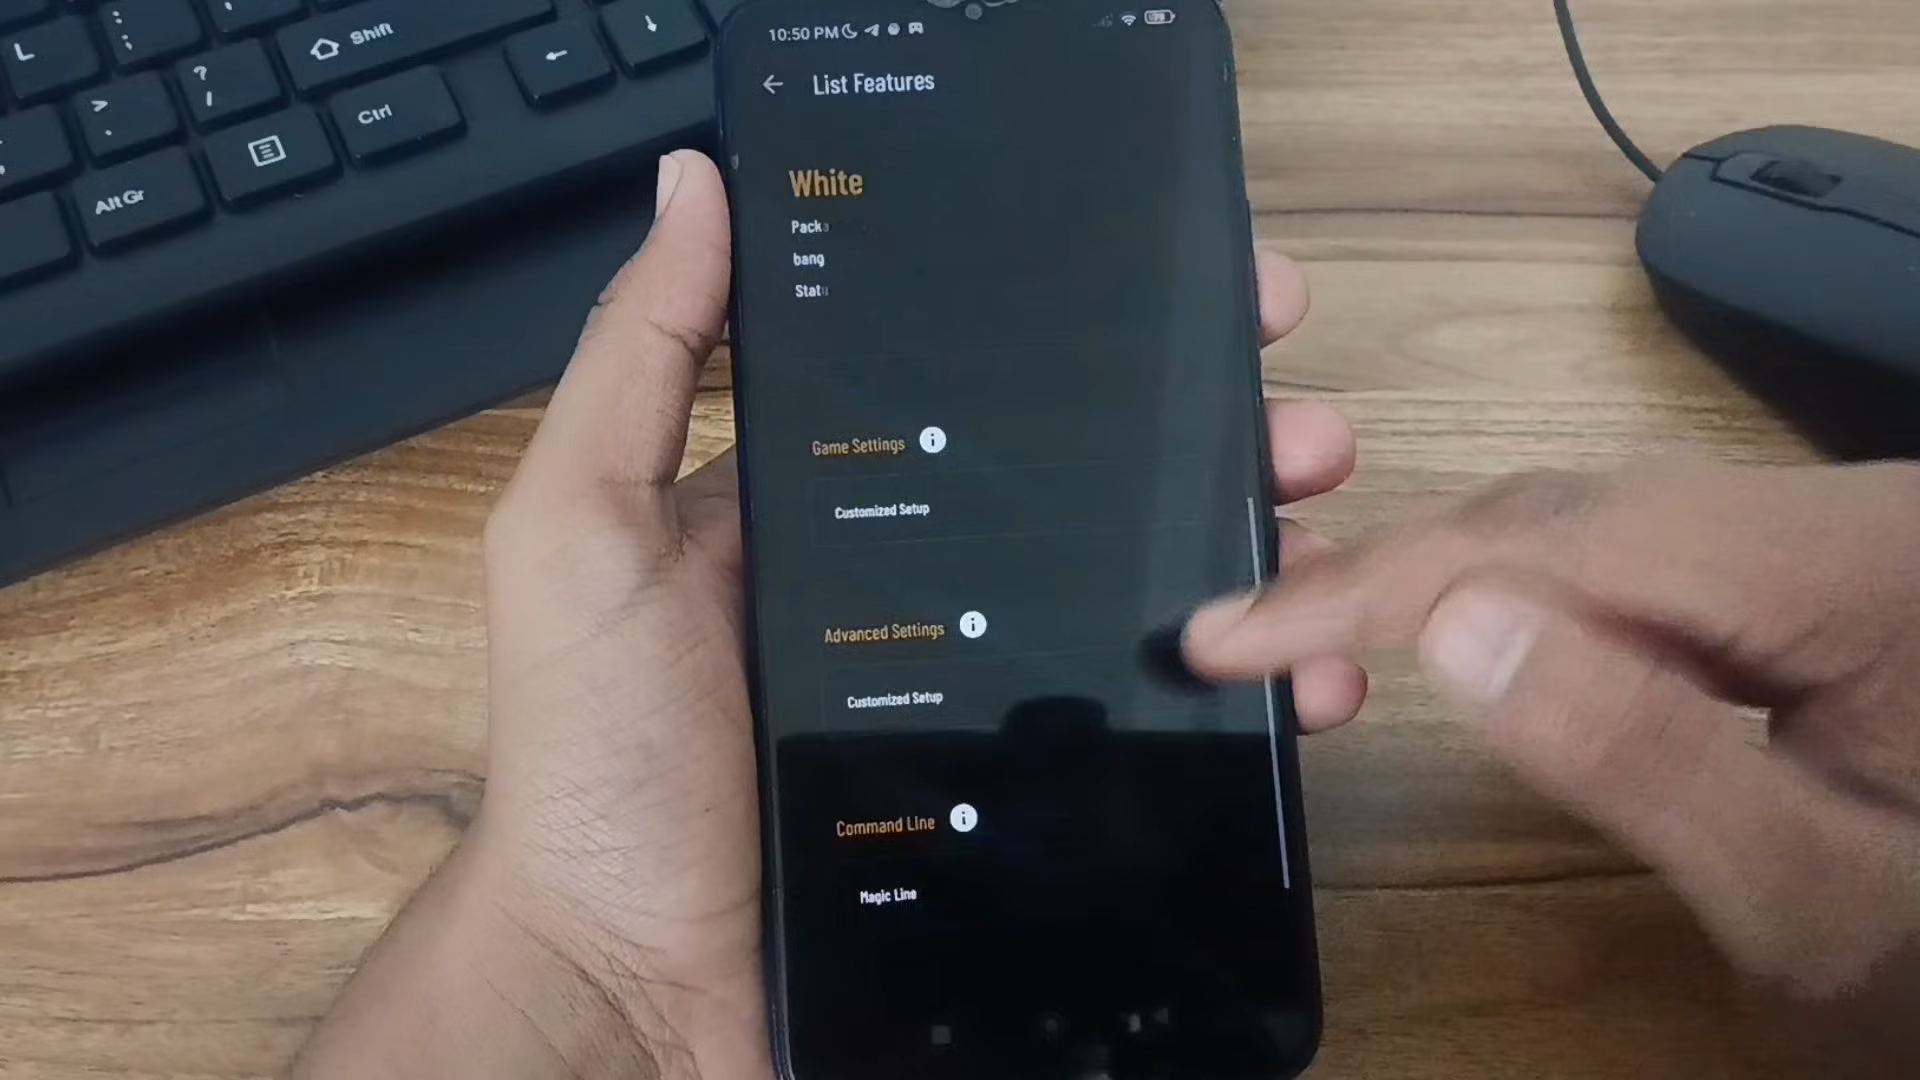 L
:
;
Shift
?
/
>
.
Ctrl
Alt Gr
10:50 PM
List Features
White
Packa
bang
Statu
Game Settings
Customized Setup
Advanced Settings
Customized Setup
Command Line
Magic Line